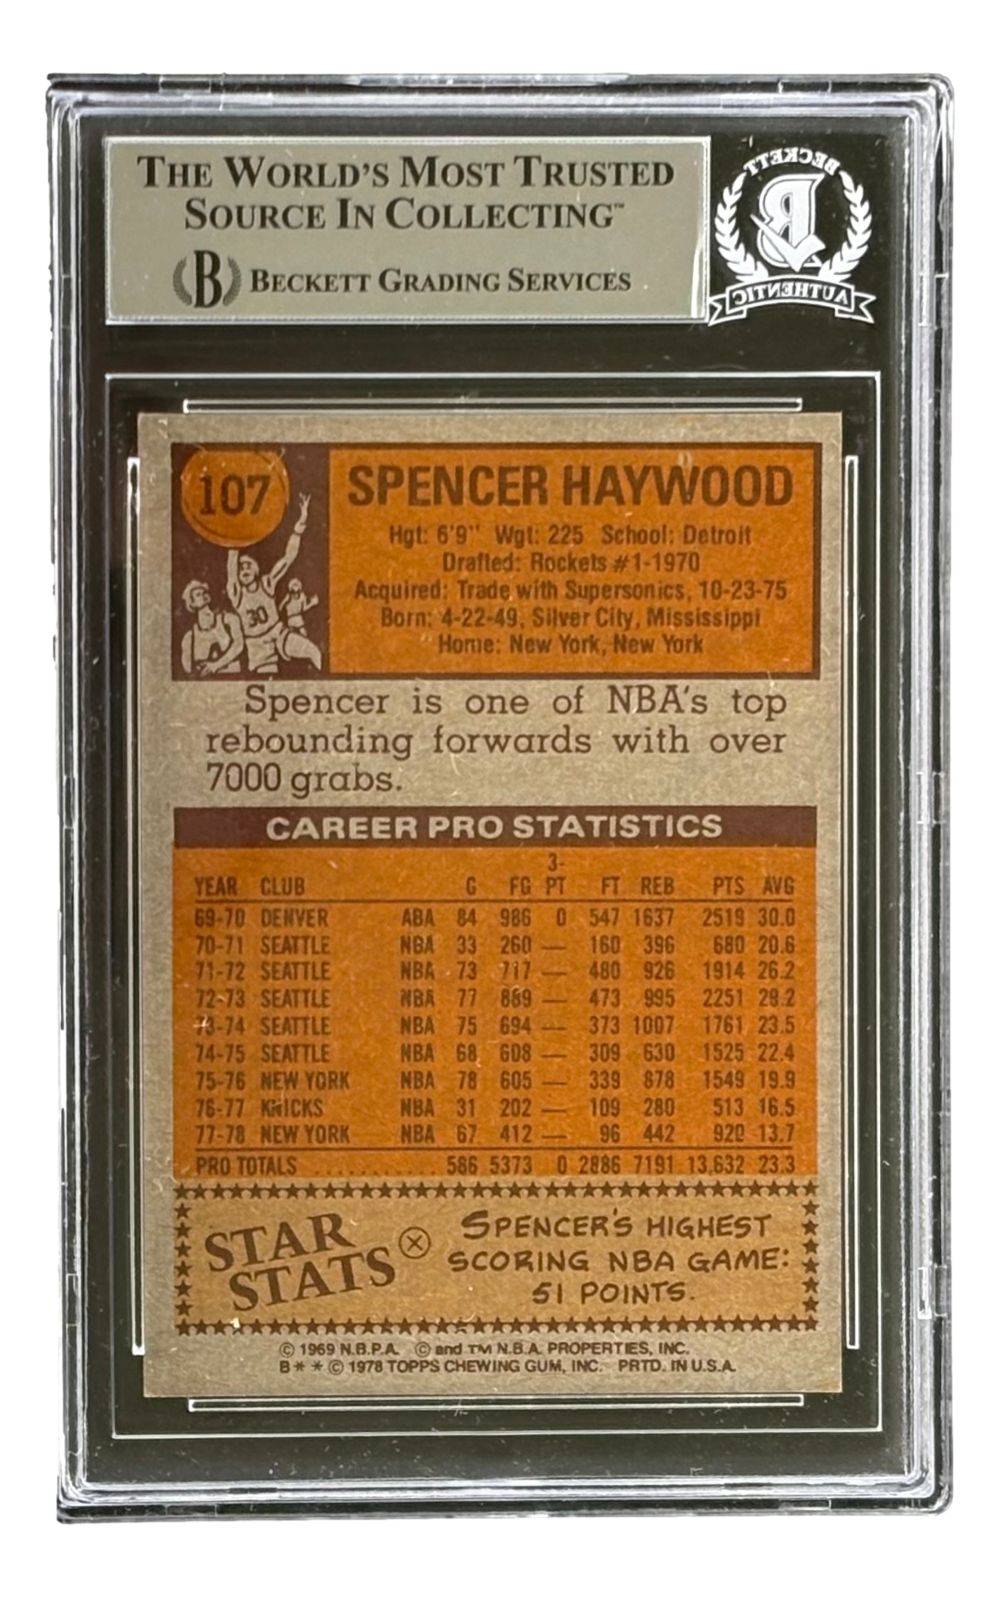 THE WORLD'S MOST TRUSTED
SOURCE IN COLLECTING™
B BECKETT GRADING SERVICES
BECKETT
B
AUTHENTIC
107
SPENCER HAYWOOD
Hgt: 6'9" Wgt: 225 School: Detroit
Drafted: Rockets #1-1970
Acquired: Trade with Supersonics, 10-23-75
Born: 4-22-49, Silver City, Mississippi
Home: New York, New York
30
Spencer is one of NBA's top
rebounding forwards with over
7000 grabs.
CAREER PRO STATISTICS
YEAR CLUB G FG 3-PT FT REB PTS AVG
69-70 DENVER ABA 84 986 0 547 1637 2519 30.0
70-71 SEATTLE NBA 33 260 — 160 396 680 20.6
71-72 SEATTLE NBA 73 717 — 480 926 1914 26.2
72-73 SEATTLE NBA 77 889 — 473 995 2251 29.2
73-74 SEATTLE NBA 75 694 — 373 1007 1761 23.5
74-75 SEATTLE NBA 68 608 — 309 630 1525 22.4
75-76 NEW YORK NBA 78 605 — 339 878 1549 19.9
76-77 KNICKS NBA 31 202 — 109 280 513 16.5
77-78 NEW YORK NBA 67 412 — 96 442 920 13.7
PRO TOTALS .......... 586 5373 0 2886 7191 13,632 23.3
STAR
STATS
SPENCER'S HIGHEST
SCORING NBA GAME:
51 POINTS.
© 1969 N.B.P.A. © and TM N.B.A. PROPERTIES, INC.
B** © 1978 TOPPS CHEWING GUM, INC. PRTD. IN U.S.A.